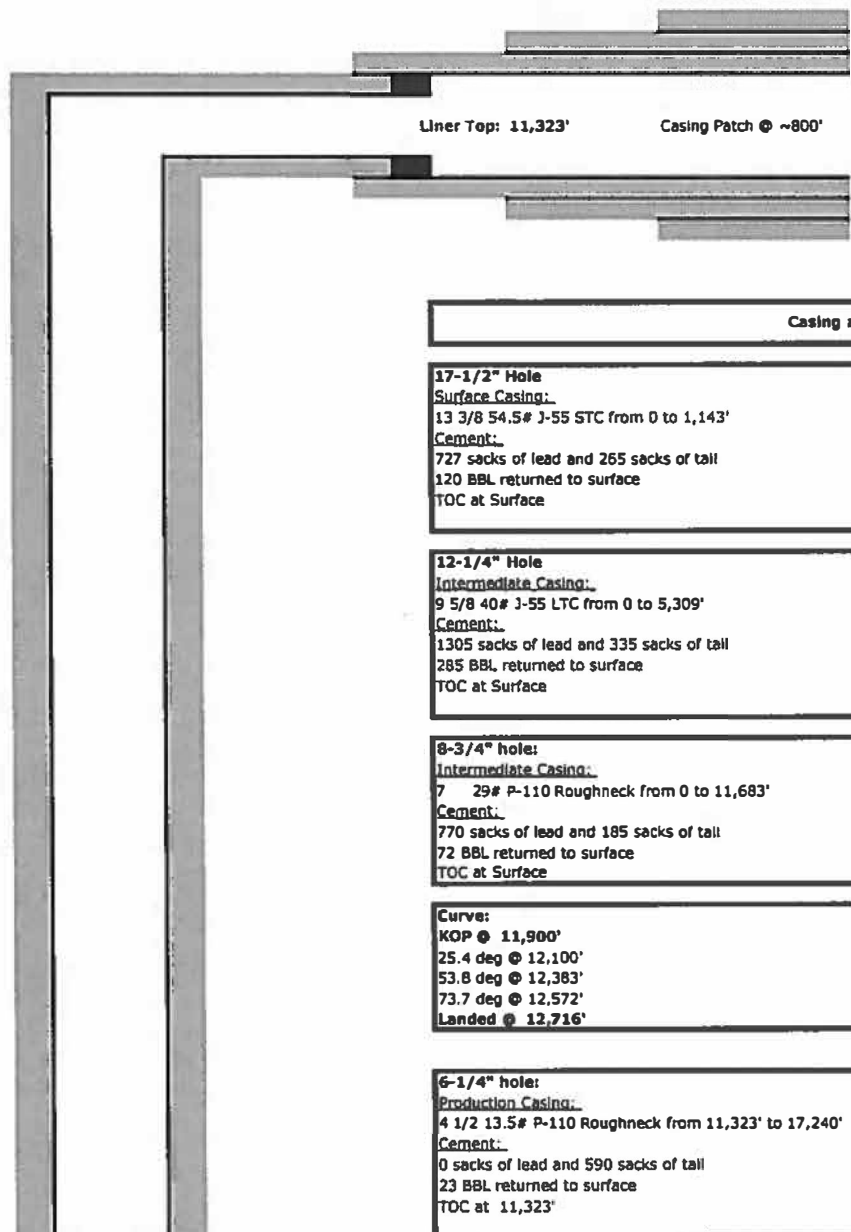 Liner Top: 11,323' Casing Patch @ ~800'
Casing
17-1/2" Hole
Surface Casing:
13 3/8 54.5# J-55 STC from 0 to 1,143'
Cement:
727 sacks of lead and 265 sacks of tail
120 BBL returned to surface
TOC at Surface
12-1/4" Hole
Intermediate Casing:
9 5/8 40# J-55 LTC from 0 to 5,309'
Cement:
1305 sacks of lead and 335 sacks of tail
285 BBL returned to surface
TOC at Surface
8-3/4" hole:
Intermediate Casing:
7 29# P-110 Roughneck from 0 to 11,683'
Cement:
770 sacks of lead and 185 sacks of tail
72 BBL returned to surface
TOC at Surface
Curve:
KOP @ 11,900'
25.4 deg @ 12,100'
53.8 deg @ 12,383'
73.7 deg @ 12,572'
Landed @ 12,716'
6-1/4" hole:
Production Casing:
4 1/2 13.5# P-110 Roughneck from 11,323' to 17,240'
Cement:
0 sacks of lead and 590 sacks of tail
23 BBL returned to surface
TOC at 11,323'